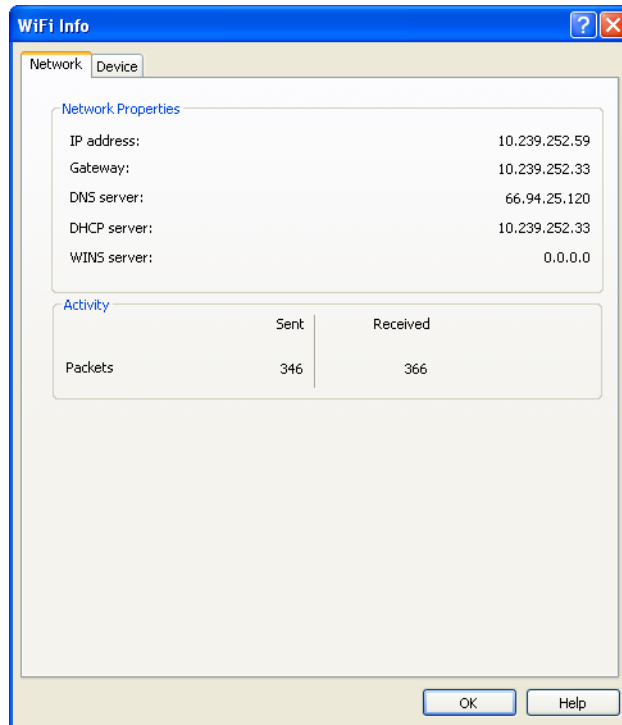 WiFi Info
Network Device
Network Properties
IP address: 10.239.252.59
Gateway: 10.239.252.33
DNS server: 66.94.25.120
DHCP server: 10.239.252.33
WINS server: 0.0.0.0
Activity
Sent Received
Packets 346 366
OK Help